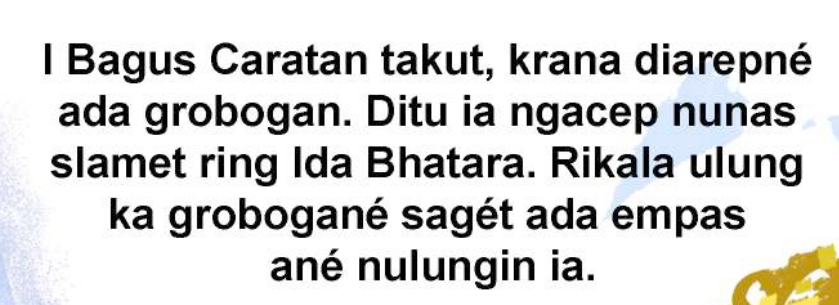 I Bagus Caratan takut, krana diarepné
ada grobogan. Ditu ia ngacep nunas
slamet ring Ida Bhatara. Rikala ulung
ka grobogané sagét ada empas
ané nulungin ia.